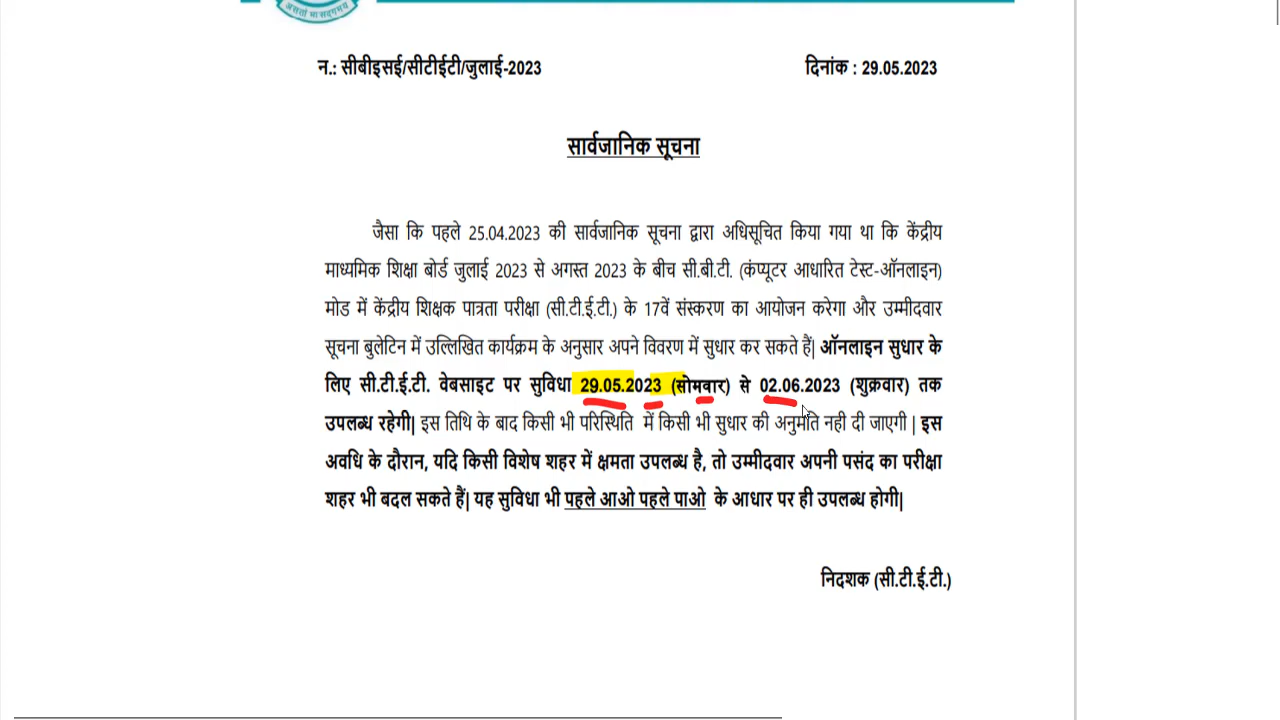 असतो मा सद्गमय
न.: सीबीइसई/सीटीईटी/जुलाई-2023
दिनांक : 29.05.2023
सार्वजानिक सूचना
जैसा कि पहले 25.04.2023 की सार्वजानिक सूचना द्वारा अधिसूचित किया गया था कि केंद्रीय
माध्यमिक शिक्षा बोर्ड जुलाई 2023 से अगस्त 2023 के बीच सी.बी.टी. (कंप्यूटर आधारित टेस्ट-ऑनलाइन)
मोड में केंद्रीय शिक्षक पात्रता परीक्षा (सी.टी.ई.टी.) के 17वें संस्करण का आयोजन करेगा और उम्मीदवार
सूचना बुलेटिन में उल्लिखित कार्यक्रम के अनुसार अपने विवरण में सुधार कर सकते हैं| ऑनलाइन सुधार के
लिए सी.टी.ई.टी. वेबसाइट पर सुविधा 29.05.2023 (सोमवार) से 02.06.2023 (शुक्रवार) तक
उपलब्ध रहेगी| इस तिथि के बाद किसी भी परिस्थिति में किसी भी सुधार की अनुमति नही दी जाएगी | इस
अवधि के दौरान, यदि किसी विशेष शहर में क्षमता उपलब्ध है, तो उम्मीदवार अपनी पसंद का परीक्षा
शहर भी बदल सकते हैं| यह सुविधा भी पहले आओ पहले पाओ के आधार पर ही उपलब्ध होगी|
निदशक (सी.टी.ई.टी.)